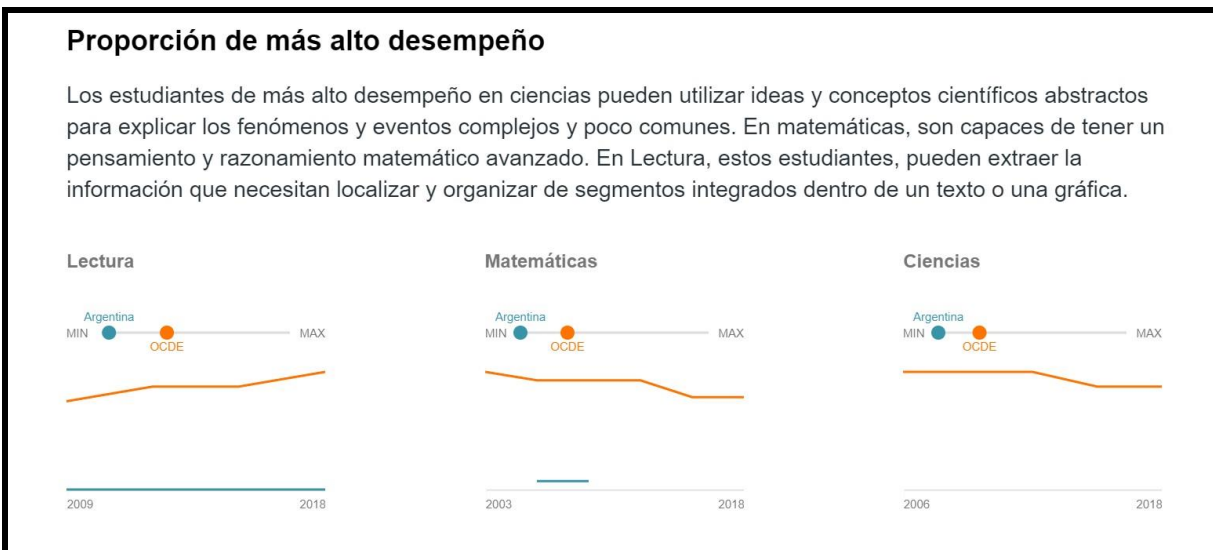 Proporción de más alto desempeño
Los estudiantes de más alto desempeño en ciencias pueden utilizar ideas y conceptos científicos abstractos
para explicar los fenómenos y eventos complejos y poco comunes. En matemáticas, son capaces de tener un
pensamiento y razonamiento matemático avanzado. En Lectura, estos estudiantes, pueden extraer la
información que necesitan localizar y organizar de segmentos integrados dentro de un texto o una gráfica.
Lectura
Argentina
MIN
MAX
OCDE
2009
2018
Matemáticas
Argentina
MIN
MAX
OCDE
2003
2018
Ciencias
Argentina
MIN
MAX
OCDE
2006
2018